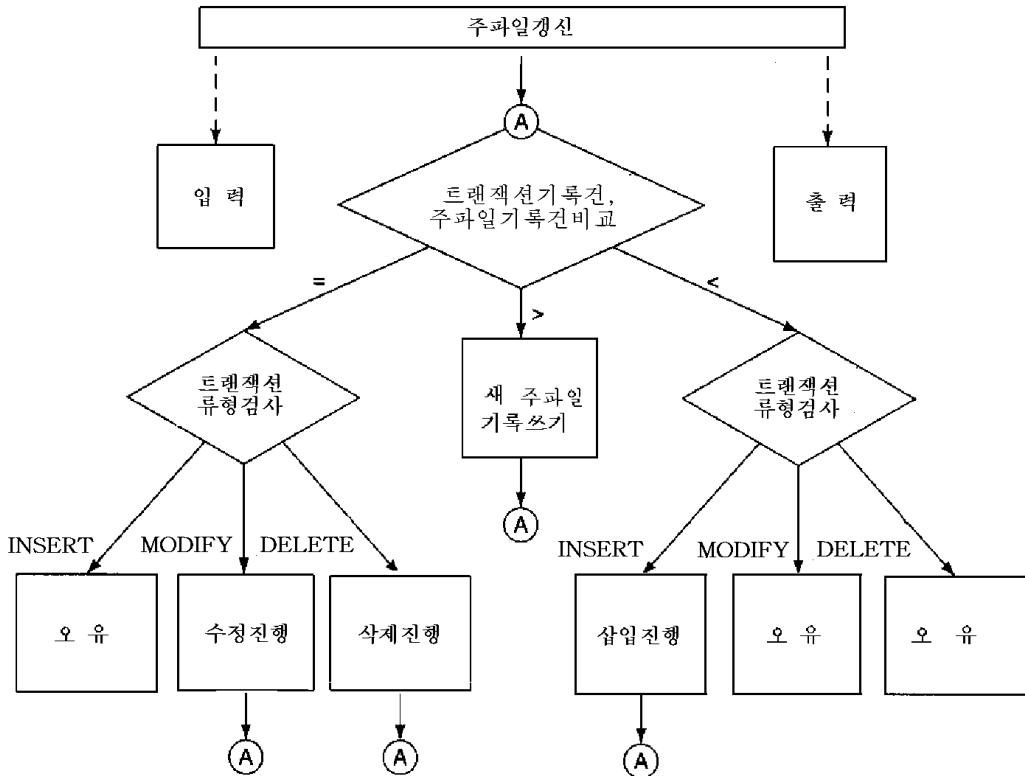 주파일갱신
A
입 력
트랜잭션기록건,
주파일기록건비교
출 력
=
>
<
트랜잭션
류형검사
새 주파일
기록쓰기
트랜잭션
류형검사
A
INSERT
MODIFY
DELETE
INSERT
MODIFY
DELETE
오 유
수정진행
삭제진행
삽입진행
오 유
오 유
A
A
A